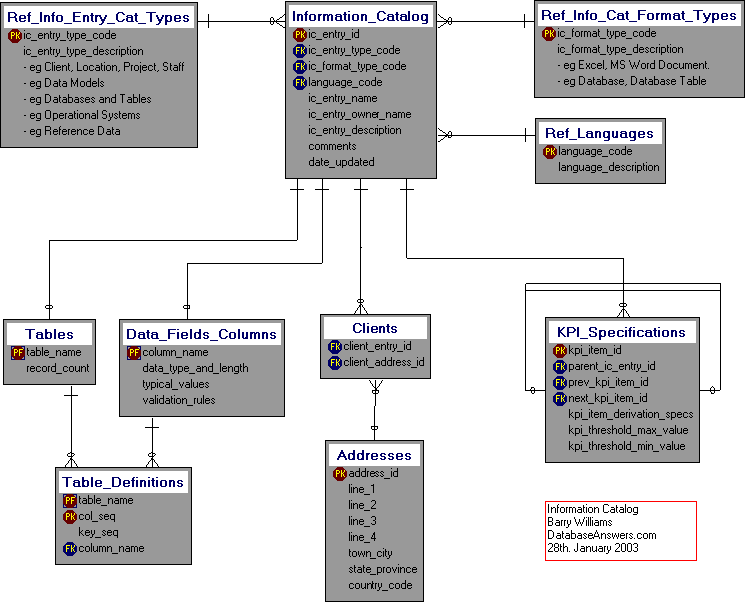 Ref_Info_Entry_Cat_Types
PK ic_entry_type_code
ic_entry_type_description
- eg Client, Location, Project, Staff
- eg Data Models
- eg Databases and Tables
- eg Operational Systems
- eg Reference Data
Information_Catalog
PK ic_entry_id
FK ic_entry_type_code
FK ic_format_type_code
FK language_code
ic_entry_name
ic_entry_owner_name
ic_entry_description
comments
date_updated
Ref_Info_Cat_Format_Types
PK ic_format_type_code
ic_format_type_description
- eg Excel, MS Word Document.
- eg Database, Database Table
Ref_Languages
PK language_code
language_description
Tables
PF table_name
record_count
Data_Fields_Columns
PF column_name
data_type_and_length
typical_values
validation_rules
Clients
FK client_entry_id
FK client_address_id
KPI_Specifications
PK kpi_item_id
FK parent_ic_entry_id
FK prev_kpi_item_id
FK next_kpi_item_id
kpi_item_derivation_specs
kpi_threshold_max_value
kpi_threshold_min_value
Table_Definitions
PF table_name
PK col_seq
key_seq
FK column_name
Addresses
PK address_id
line_1
line_2
line_3
line_4
town_city
state_province
country_code
Information Catalog
Barry Williams
DatabaseAnswers.com
28th. January 2003